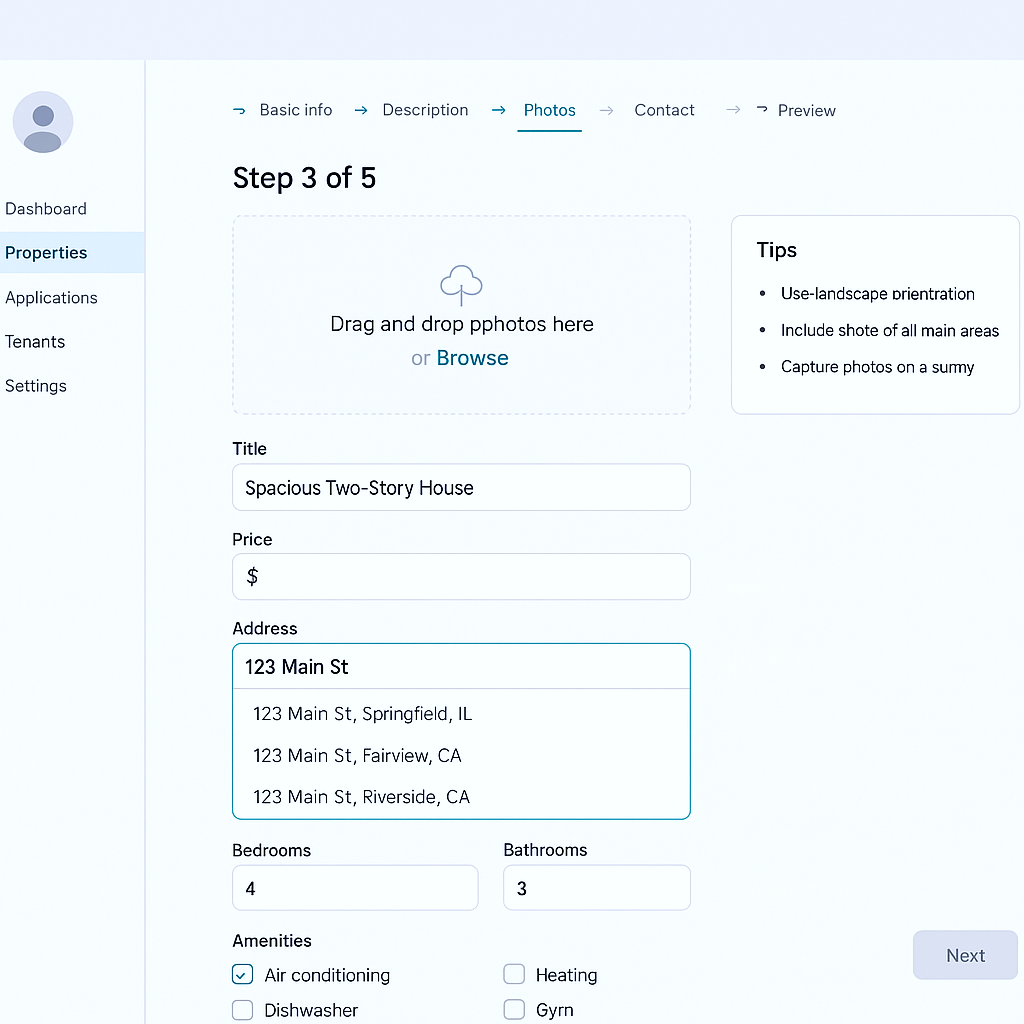 Basic info
Description
Photos
Contact
Preview
Dashboard
Properties
Applications
Tenants
Settings
Step 3 of 5
Drag and drop pphotos here
or Browse
Tips
• Use-landscape prientration
• Include shote of all main areas
• Capture photos on a surmy
Title
Spacious Two-Story House
Price
$
Address
123 Main St
123 Main St, Springfield, IL
123 Main St, Fairview, CA
123 Main St, Riverside, CA
Bedrooms
Bathrooms
4
3
Amenities
Air conditioning
Heating
Dishwasher
Gyrn
Next